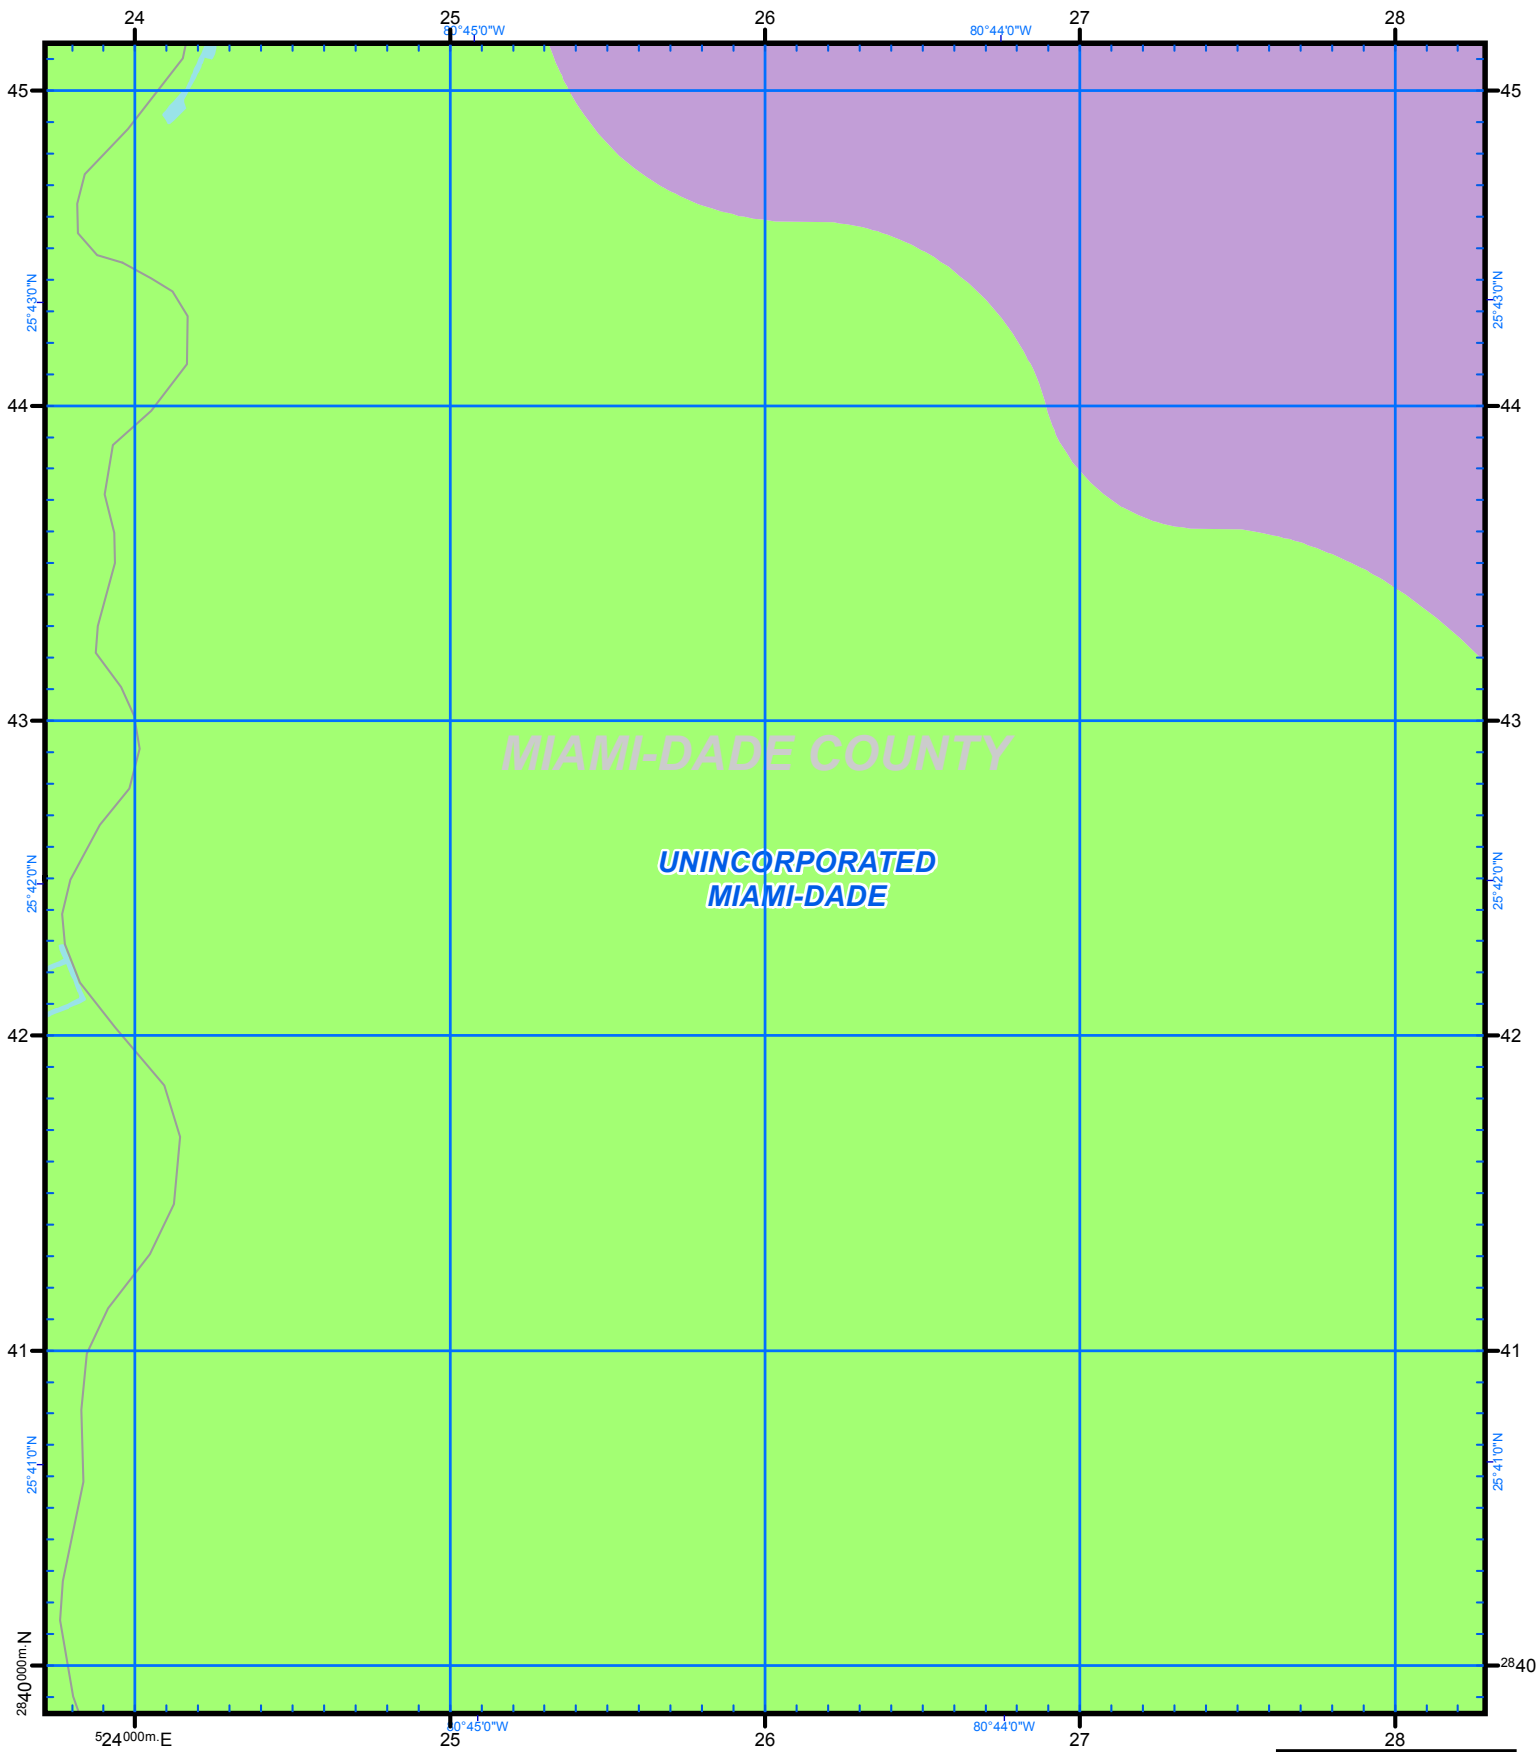 24 25 26 27 28
80°45'0"W 80°44'0"W
45 45
25°43'0"N 25°43'0"N
44 44
43 43
MIAMI-DADE COUNTY
UNINCORPORATED
MIAMI-DADE
25°42'0"N 25°42'0"N
42 42
41 41
25°41'0"N 25°41'0"N
2840000m.N 2840
80°45'0"W 80°44'0"W
524000m.E 25 26 27 28